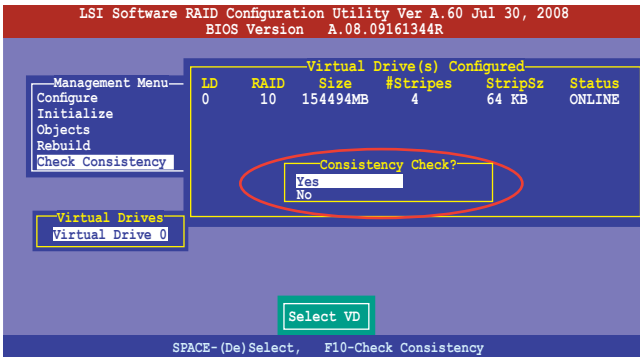 LSI Software RAID Configuration Utility Ver A.60 Jul 30, 2008
BIOS Version A.08.09161344R
Virtual Drive(s) Configured
LD RAID Size #Stripes StripSz Status
0 10 154494MB 4 64 KB ONLINE
Management Menu
Configure
Initialize
Objects
Rebuild
Check Consistency
Consistency Check?
Yes
No
Virtual Drives
Virtual Drive 0
Select VD
SPACE-(De)Select, F10-Check Consistency